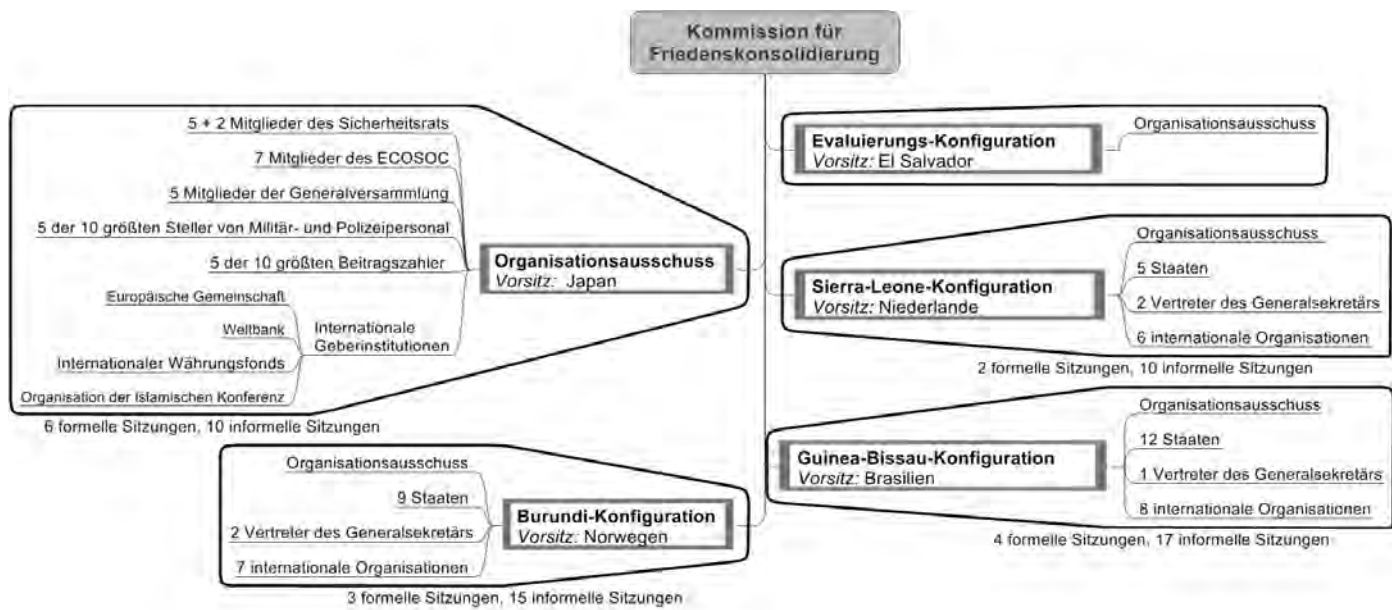 Kommission für
Friedenskonsolidierung
5 + 2 Mitglieder des Sicherheitsrats
7 Mitglieder des ECOSOC
5 Mitglieder der Generalversammlung
5 der 10 größten Steller von Militär- und Polizeipersonal
5 der 10 größten Beitragszahler
Europäische Gemeinschaft
Weltbank
Internationaler Währungsfonds
Organisation der Islamischen Konferenz
Internationale
Geberinstitutionen
Organisationsausschuss
Vorsitz: Japan
6 formelle Sitzungen, 10 informelle Sitzungen
Evaluierungs-Konfiguration
Vorsitz: El Salvador
Organisationsausschuss
Sierra-Leone-Konfiguration
Vorsitz: Niederlande
Organisationsausschuss
5 Staaten
2 Vertreter des Generalsekretärs
6 internationale Organisationen
2 formelle Sitzungen, 10 informelle Sitzungen
Guinea-Bissau-Konfiguration
Vorsitz: Brasilien
Organisationsausschuss
12 Staaten
1 Vertreter des Generalsekretärs
8 internationale Organisationen
4 formelle Sitzungen, 17 informelle Sitzungen
Organisationsausschuss
9 Staaten
2 Vertreter des Generalsekretärs
7 internationale Organisationen
Burundi-Konfiguration
Vorsitz: Norwegen
3 formelle Sitzungen, 15 informelle Sitzungen